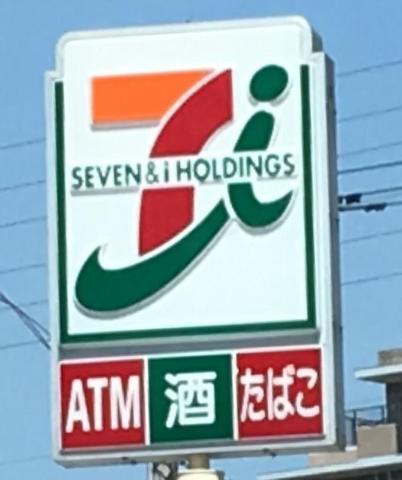 SEVEN & i HOLDINGS
ATM 酒 たばこ